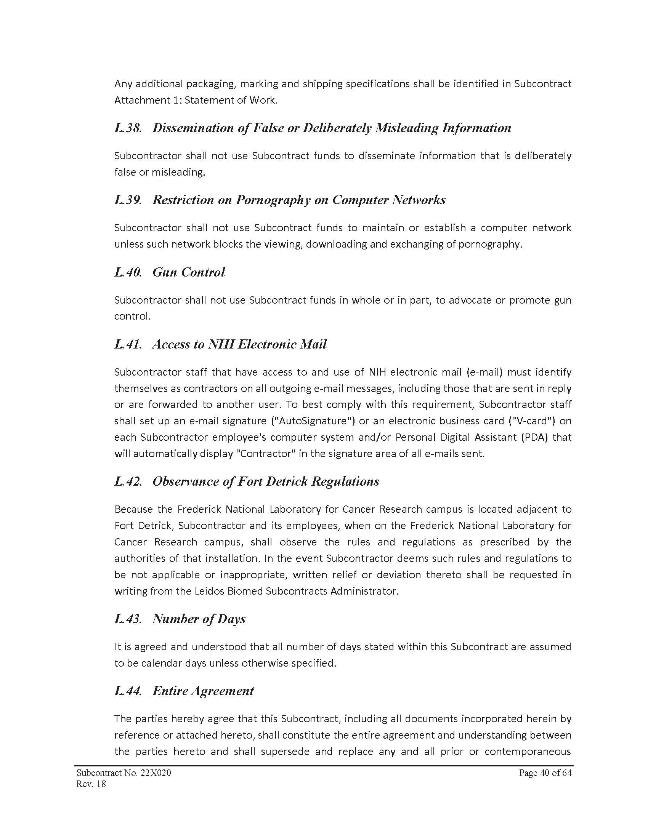 Any additional packaging, marking and shipping specifications shall be identified in Subcontract
Attachment 1: Statement of Work.
L.38. Dissemination of False or Deliberately Misleading Information
Subcontractor shall not use Subcontract funds to disseminate information that is deliberately
false or misleading.
L.39. Restriction on Pornography on Computer Networks
Subcontractor shall not use Subcontract funds to maintain or establish a computer network
unless such network blocks the viewing, downloading and exchanging of pornography.
L.40. Gun Control
Subcontractor shall not use Subcontract funds in whole or in part, to advocate or promote gun
control.
L.41. Access to NIH Electronic Mail
Subcontractor staff that have access to and use of NIH electronic mail (e-mail) must identify
themselves as contractors on all outgoing e-mail messages, including those that are sent in reply
or are forwarded to another user. To best comply with this requirement, Subcontractor staff
shall set up an e-mail signature ("AutoSignature") or an electronic business card ("V-card") on
each Subcontractor employee's computer system and/or Personal Digital Assistant (PDA) that
will automatically display "Contractor" in the signature area of all e-mails sent.
L.42. Observance of Fort Detrick Regulations
Because the Frederick National Laboratory for Cancer Research campus is located adjacent to
Fort Detrick, Subcontractor and its employees, when on the Frederick National Laboratory for
Cancer Research campus, shall observe the rules and regulations as prescribed by the
authorities of that installation. In the event Subcontractor deems such rules and regulations to
be not applicable or inappropriate, written relief or deviation thereto shall be requested in
writing from the Leidos Biomed Subcontracts Administrator.
L.43. Number of Days
It is agreed and understood that all number of days stated within this Subcontract are assumed
to be calendar days unless otherwise specified.
L.44. Entire Agreement
The parties hereby agree that this Subcontract, including all documents incorporated herein by
reference or attached hereto, shall constitute the entire agreement and understanding between
the parties hereto and shall supersede and replace any and all prior or contemporaneous
Subcontract No. 22X020 Page 40 of 64
Rev. 18